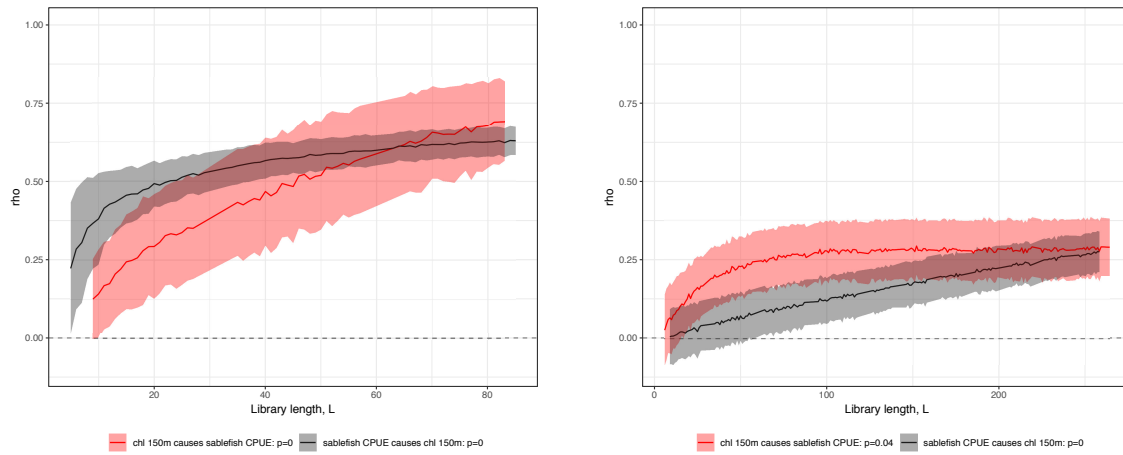 1.00
0.75
0.50
0.25
0.00
rho
20
40
60
80
Library length, L
chl 150m causes sablefish CPUE: p=0
sablefish CPUE causes chl 150m: p=0
1.00
0.75
0.50
0.25
0.00
rho
0
100
200
Library length, L
chl 150m causes sablefish CPUE: p=0.04
sablefish CPUE causes chl 150m: p=0